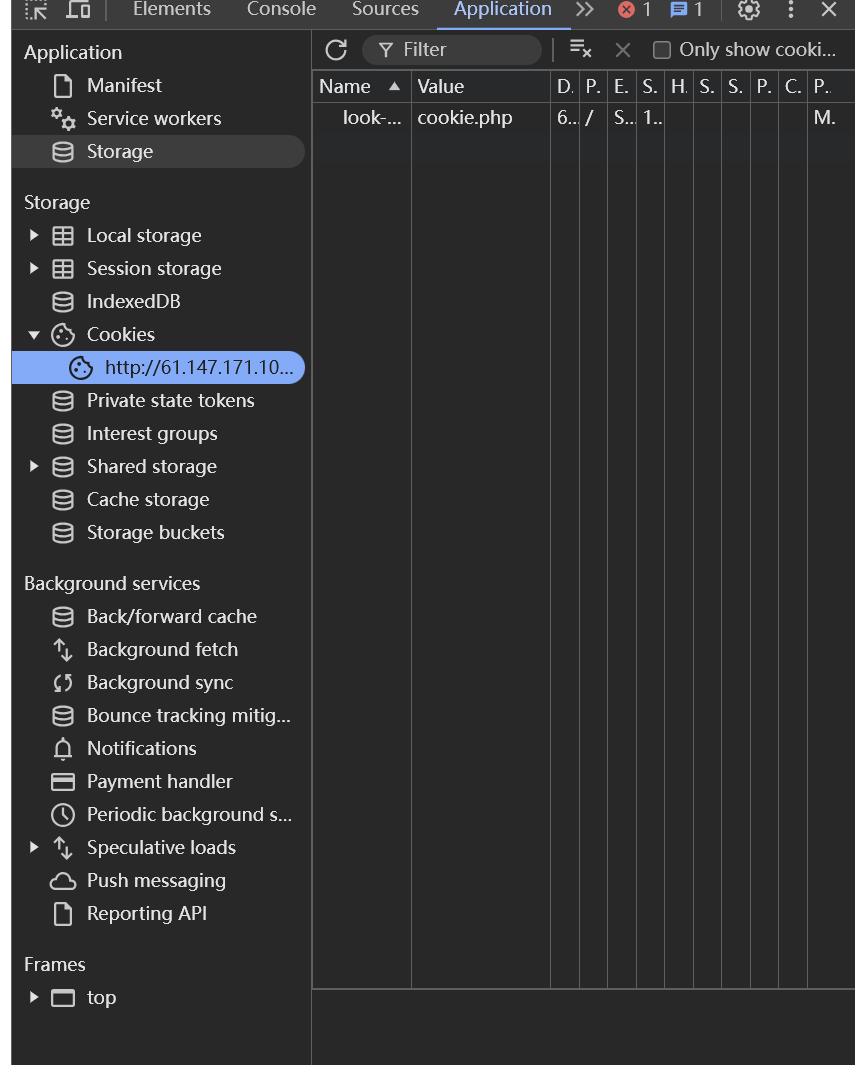 Elements Console Sources Application 1 1
Application
Manifest
Service workers
Storage
Storage
Local storage
Session storage
IndexedDB
Cookies
http://61.147.171.10...
Private state tokens
Interest groups
Shared storage
Cache storage
Storage buckets
Background services
Back/forward cache
Background fetch
Background sync
Bounce tracking mitig...
Notifications
Payment handler
Periodic background s...
Speculative loads
Push messaging
Reporting API
Frames
top
Filter Only show cooki...
Name Value D. P. E. S. H. S. S. P. C. P.
look-... cookie.php 6... / S... 1... M.